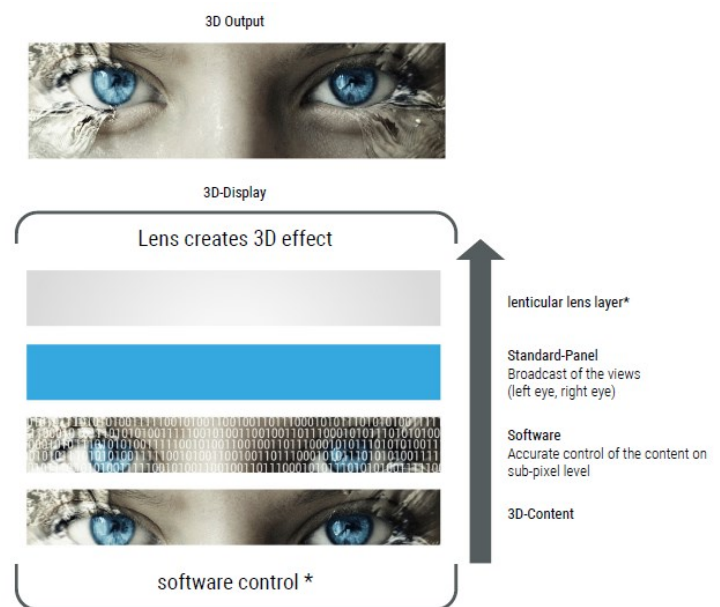 3D Output
3D-Display
Lens creates 3D effect
lenticular lens layer*
Standard-Panel
Broadcast of the views
(left eye, right eye)
Software
Accurate control of the content on
sub-pixel level
3D-Content
software control *